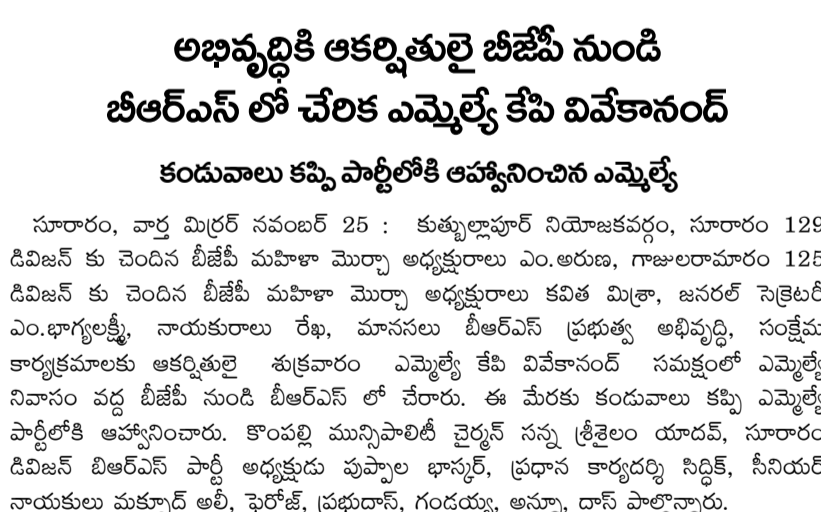 అభివృద్ధికి ఆకర్షితులై బీజేపీ నుండి
బీఆర్ఎస్ లో చేరిక ఎమ్మెల్యే కేపి వివేకానంద్
కండువాలు కప్పి పార్టీలోకి ఆహ్వానించిన ఎమ్మెల్యే
సూరారం, వార్త మిర్రర్ నవంబర్ 25 : కుత్బుల్లాపూర్ నియోజకవర్గం, సూరారం 129
డివిజన్ కు చెందిన బీజేపీ మహిళా మొర్చా అధ్యక్షురాలు ఎం.అరుణ, గాజులరామారం 125
డివిజన్ కు చెందిన బీజేపీ మహిళా మొర్చా అధ్యక్షురాలు కవిత మిశ్రా, జనరల్ సెక్రెటరీ
ఎం.భాగ్యలక్ష్మీ, నాయకురాలు రేఖ, మానసలు బీఆర్ఎస్ ప్రభుత్వ అభివృద్ధి, సంక్షేమ
కార్యక్రమాలకు ఆకర్షితులై శుక్రవారం ఎమ్మెల్యే కేపి వివేకానంద్ సమక్షంలో ఎమ్మెల్యే
నివాసం వద్ద బీజేపీ నుండి బీఆర్ఎస్ లో చేరారు. ఈ మేరకు కండువాలు కప్పి ఎమ్మెల్యే
పార్టీలోకి ఆహ్వానించారు. కొంపల్లి మున్సిపాలిటీ చైర్మన్ సన్న శ్రీశైలం యాదవ్, సూరారం
డివిజన్ బిఆర్ఎస్ పార్టీ అధ్యక్షుడు పుప్పాల భాస్కర్, ప్రధాన కార్యదర్శి సిద్ధిక్, సీనియర్
నాయకులు మక్సూద్ అలీ, ఫెరోజ్, ప్రభుదాస్, గండయ్య, అన్నూ, దాస్ పాల్గొన్నారు.